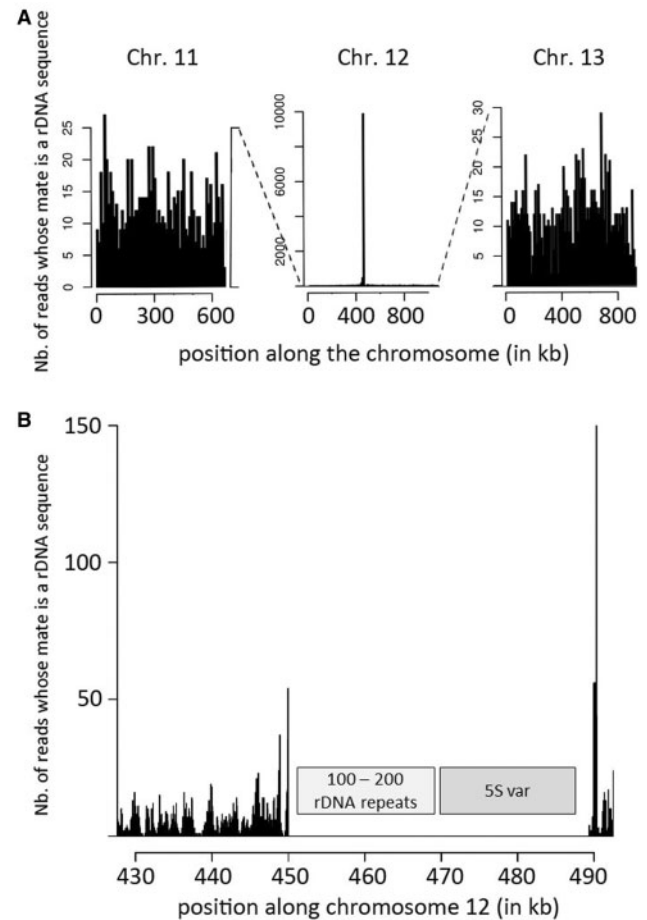 A
Chr. 11
Chr. 12
Chr. 13
Nb. of reads whose mate is a rDNA sequence
25
20
15
10
5
0
10000
6000
2000
30
25
20
15
10
5
0 300 600
0 400 800
0 400 800
position along the chromosome (in kb)
B
Nb. of reads whose mate is a rDNA sequence
150
100
50
100 – 200
rDNA repeats
5S var
430 440 450 460 470 480 490
position along chromosome 12 (in kb)